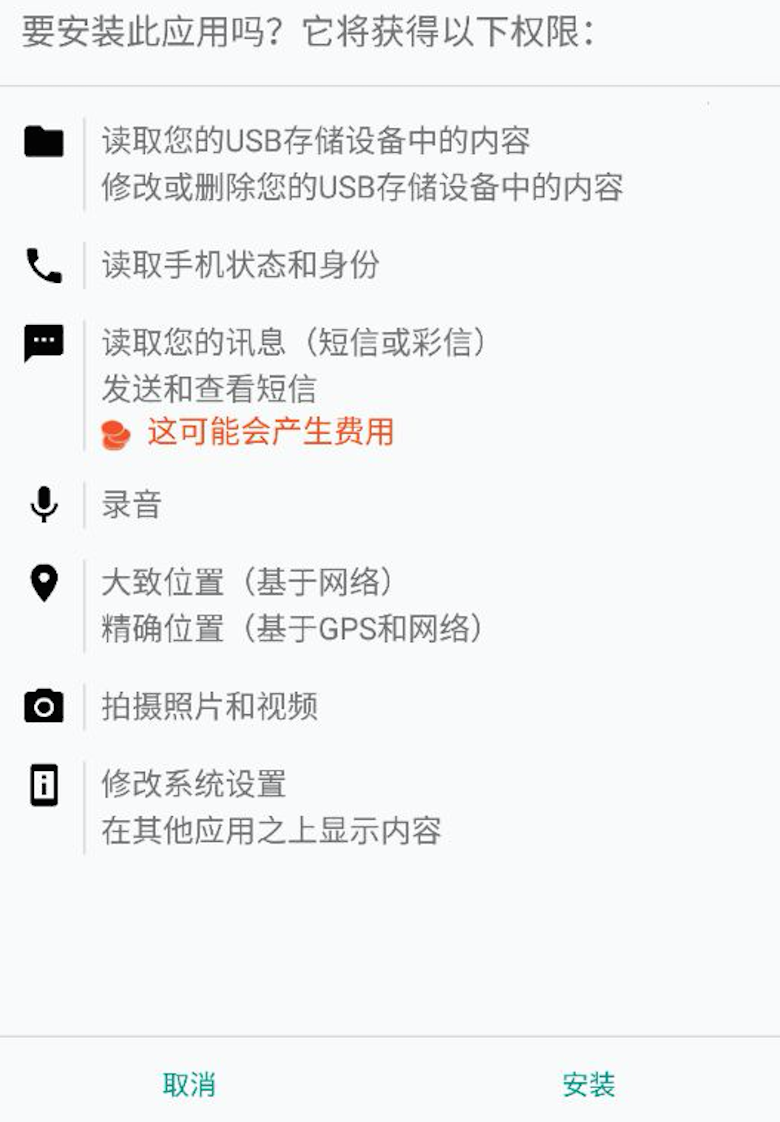 要安装此应用吗？它将获得以下权限：
读取您的USB存储设备中的内容
修改或删除您的USB存储设备中的内容
读取手机状态和身份
读取您的讯息（短信或彩信）
发送和查看短信
这可能会产生费用
录音
大致位置（基于网络）
精确位置（基于GPS和网络）
拍摄照片和视频
修改系统设置
在其他应用之上显示内容
取消
安装